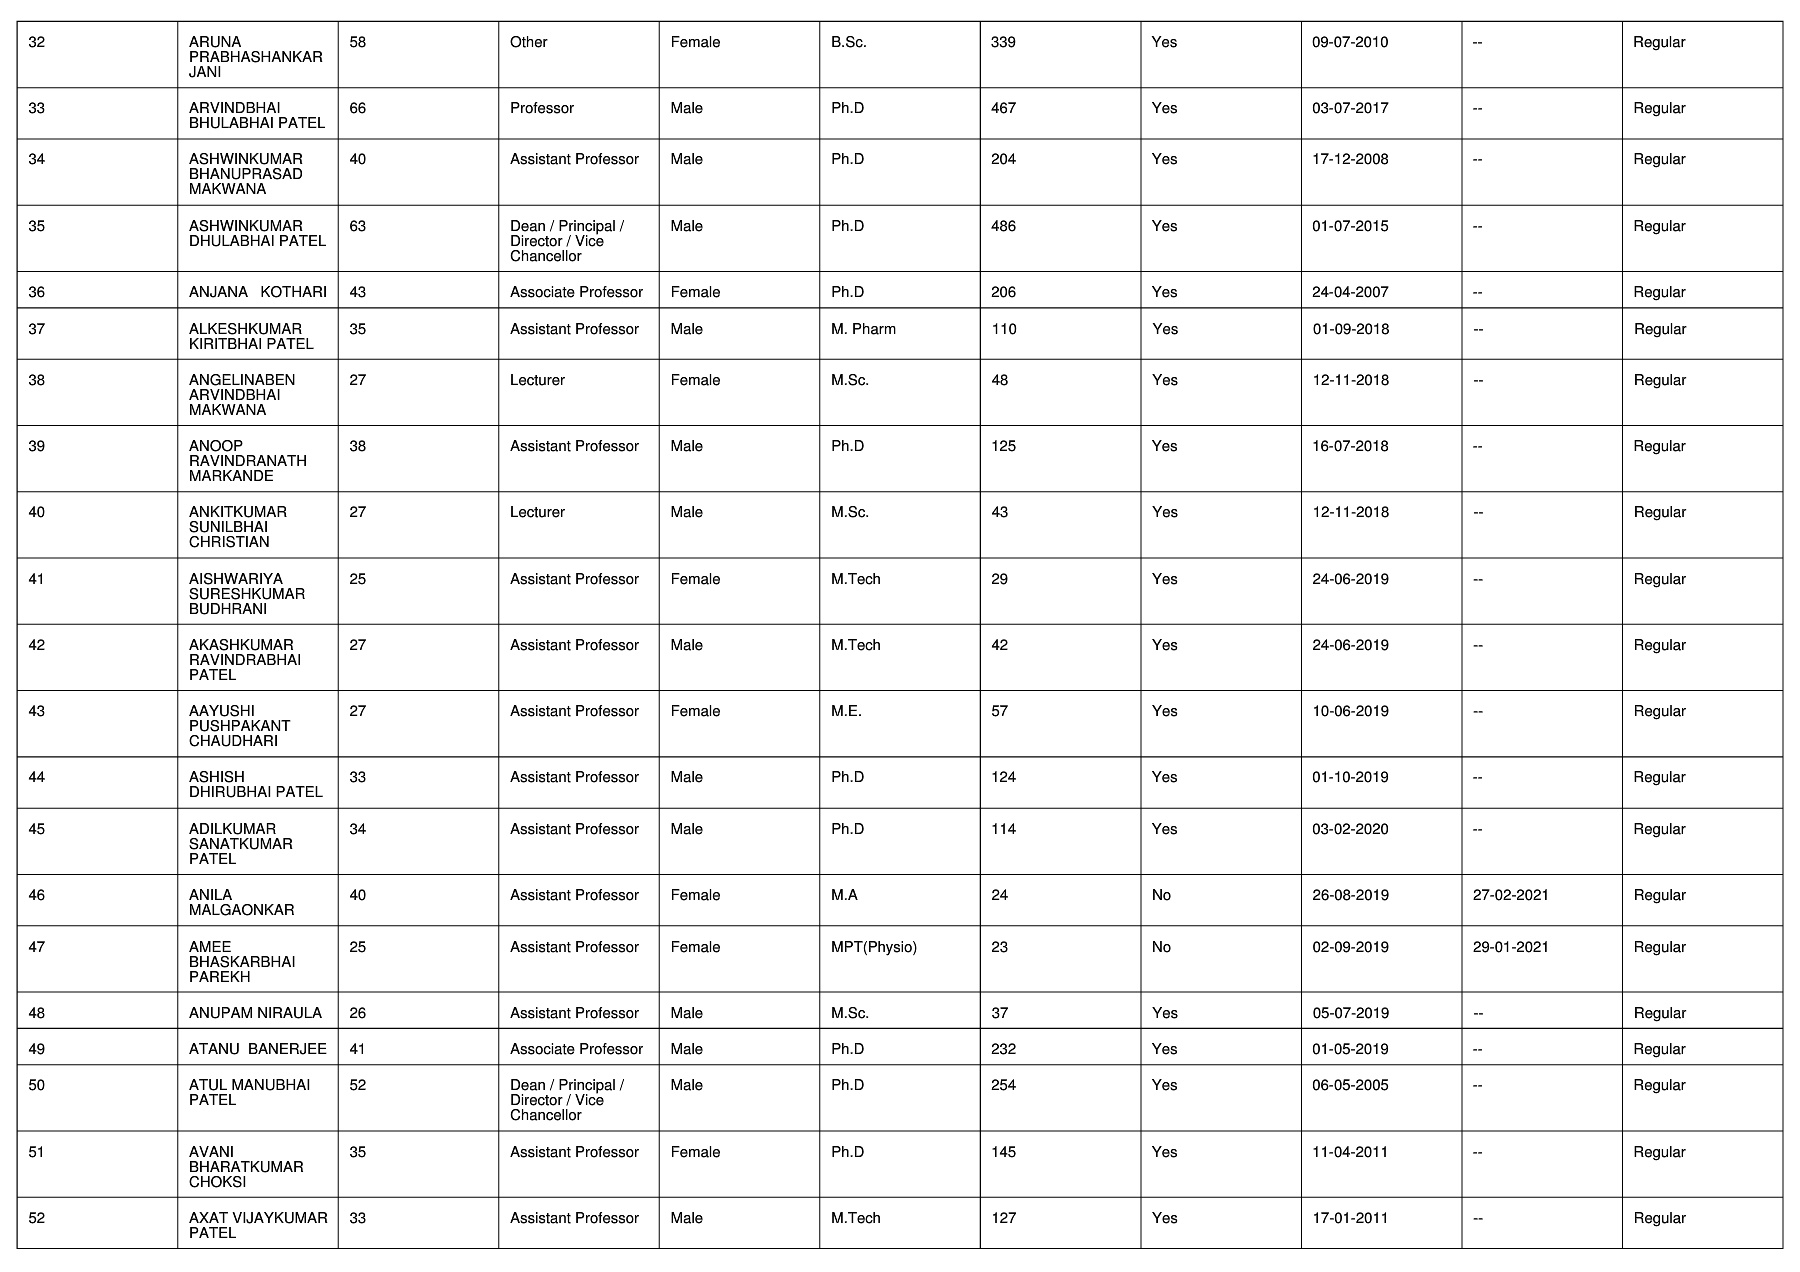 32 ARUNA 58 Other Female B.Sc. 339 Yes 09-07-2010 -- Regular
PRABHASHANKAR
JANI
33 ARVINDBHAI 66 Professor Male Ph.D 467 Yes 03-07-2017 -- Regular
BHULABHAI PATEL
34 ASHWINKUMAR 40 Assistant Professor Male Ph.D 204 Yes 17-12-2008 -- Regular
BHANUPRASAD
MAKWANA
35 ASHWINKUMAR 63 Dean / Principal / Male Ph.D 486 Yes 01-07-2015 -- Regular
DHULABHAI PATEL Director / Vice
Chancellor
36 ANJANA KOTHARI 43 Associate Professor Female Ph.D 206 Yes 24-04-2007 -- Regular
37 ALKESHKUMAR 35 Assistant Professor Male M. Pharm 110 Yes 01-09-2018 -- Regular
KIRITBHAI PATEL
38 ANGELINABEN 27 Lecturer Female M.Sc. 48 Yes 12-11-2018 -- Regular
ARVINDBHAI
MAKWANA
39 ANOOP 38 Assistant Professor Male Ph.D 125 Yes 16-07-2018 -- Regular
RAVINDRANATH
MARKANDE
40 ANKITKUMAR 27 Lecturer Male M.Sc. 43 Yes 12-11-2018 -- Regular
SUNILBHAI
CHRISTIAN
41 AISHWARIYA 25 Assistant Professor Female M.Tech 29 Yes 24-06-2019 -- Regular
SURESHKUMAR
BUDHRANI
42 AKASHKUMAR 27 Assistant Professor Male M.Tech 42 Yes 24-06-2019 -- Regular
RAVINDRABHAI
PATEL
43 AAYUSHI 27 Assistant Professor Female M.E. 57 Yes 10-06-2019 -- Regular
PUSHPAKANT
CHAUDHARI
44 ASHISH 33 Assistant Professor Male Ph.D 124 Yes 01-10-2019 -- Regular
DHIRUBHAI PATEL
45 ADILKUMAR 34 Assistant Professor Male Ph.D 114 Yes 03-02-2020 -- Regular
SANATKUMAR
PATEL
46 ANILA 40 Assistant Professor Female M.A 24 No 26-08-2019 27-02-2021 Regular
MALGAONKAR
47 AMEE 25 Assistant Professor Female MPT(Physio) 23 No 02-09-2019 29-01-2021 Regular
BHASKARBHAI
PAREKH
48 ANUPAM NIRAULA 26 Assistant Professor Male M.Sc. 37 Yes 05-07-2019 -- Regular
49 ATANU BANERJEE 41 Associate Professor Male Ph.D 232 Yes 01-05-2019 -- Regular
50 ATUL MANUBHAI 52 Dean / Principal / Male Ph.D 254 Yes 06-05-2005 -- Regular
PATEL Director / Vice
Chancellor
51 AVANI 35 Assistant Professor Female Ph.D 145 Yes 11-04-2011 -- Regular
BHARATKUMAR
CHOKSI
52 AXAT VIJAYKUMAR 33 Assistant Professor Male M.Tech 127 Yes 17-01-2011 -- Regular
PATEL